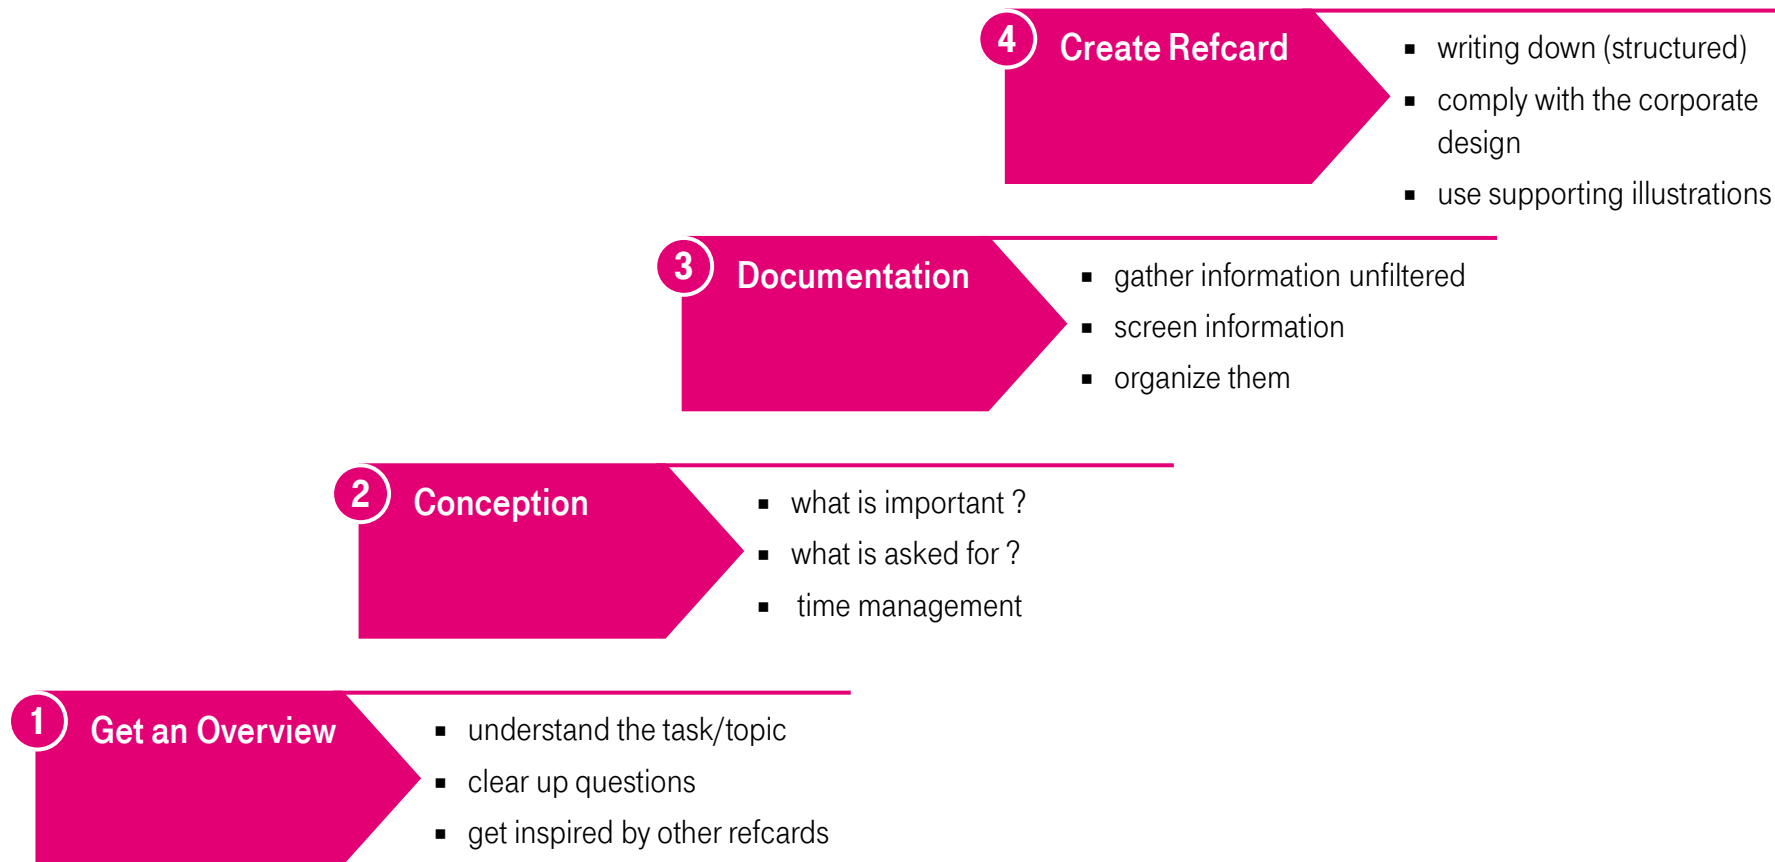 4
Create Refcard
▪ writing down (structured)
▪ comply with the corporate
design
▪ use supporting illustrations
3
Documentation
▪ gather information unfiltered
▪ screen information
▪ organize them
2
Conception
▪ what is important ?
▪ what is asked for ?
▪ time management
1
Get an Overview
▪ understand the task/topic
▪ clear up questions
▪ get inspired by other refcards